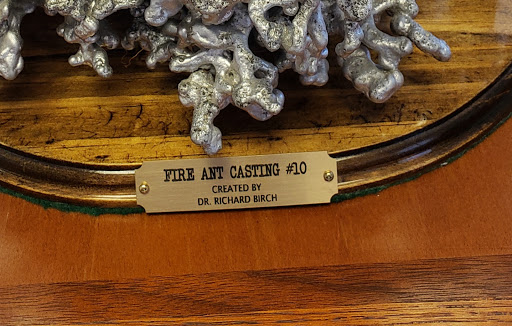 FIRE ANT CASTING #10
CREATED BY
DR. RICHARD BIRCH